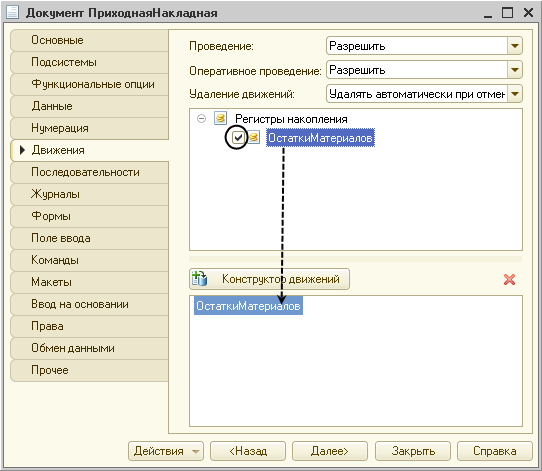 Документ ПриходнаяНакладная
Основные
Подсистемы
Функциональные опции
Данные
Нумерация
Движения
Последовательности
Журналы
Формы
Поле ввода
Команды
Макеты
Ввод на основании
Права
Обмен данными
Прочее
Проведение: Разрешить
Оперативное проведение: Разрешить
Удаление движений: Удалять автоматически при отмен
Регистры накопления
ОстаткиМатериалов
Конструктор движений
ОстаткиМатериалов
Действия <Назад Далее> Закрыть Справка